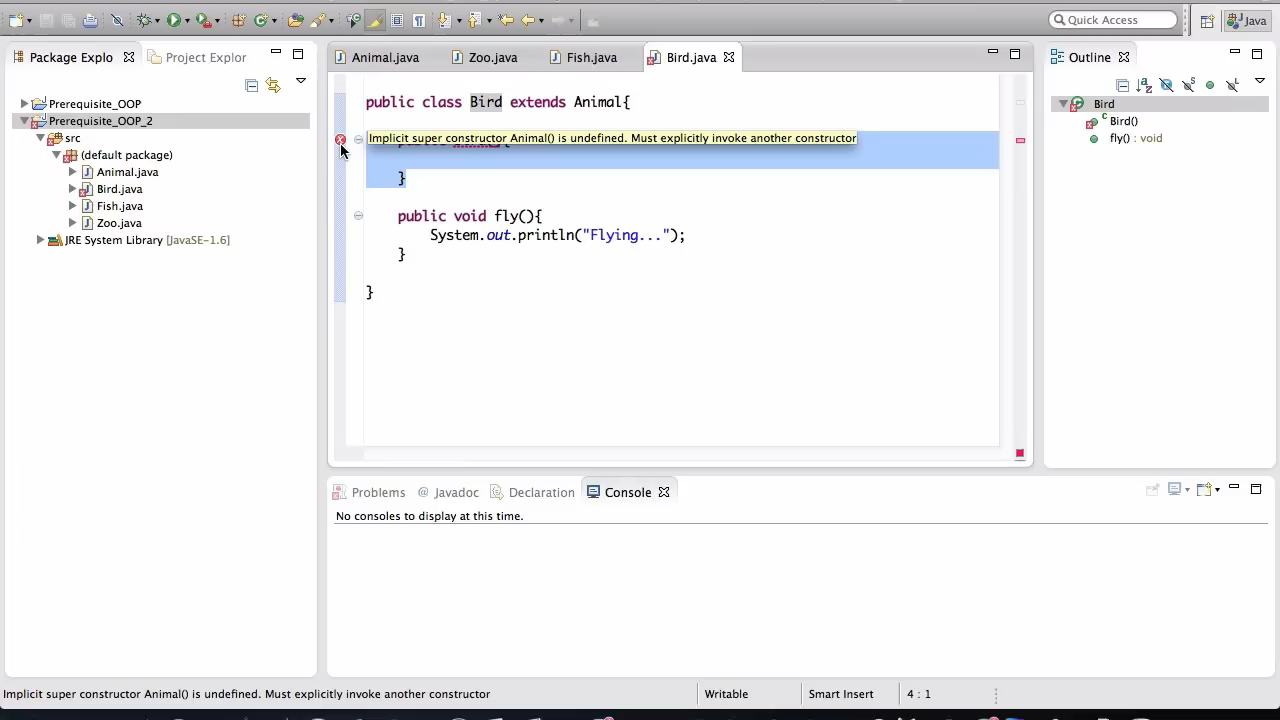 Quick Access
Java
Package Explo
Project Explor
Prerequisite_OOP
Prerequisite_OOP_2
src
(default package)
Animal.java
Bird.java
Fish.java
Zoo.java
JRE System Library [JavaSE-1.6]
Animal.java
Zoo.java
Fish.java
Bird.java
public class Bird extends Animal{
Implicit super constructor Animal() is undefined. Must explicitly invoke another constructor
}
public void fly(){
System.out.println("Flying...");
}
}
Outline
Bird
Bird()
fly() : void
Problems
@ Javadoc
Declaration
Console
No consoles to display at this time.
Implicit super constructor Animal() is undefined. Must explicitly invoke another constructor
Writable
Smart Insert
4 : 1